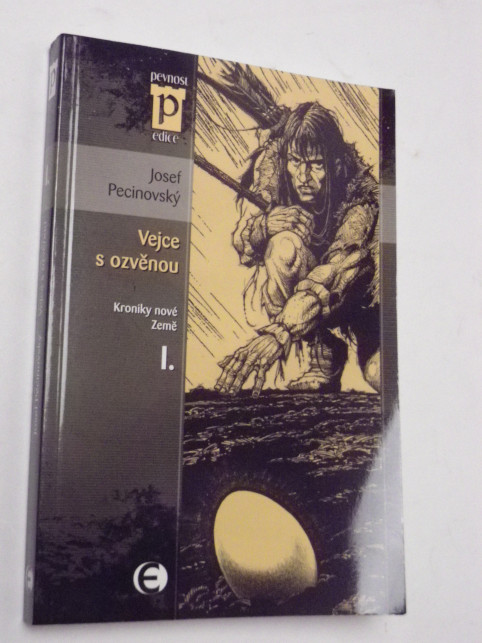 pevnost
p
edice
Josef
Pecinovský
Vejce
s ozvěnou
Kroniky nové
Země
I.
e